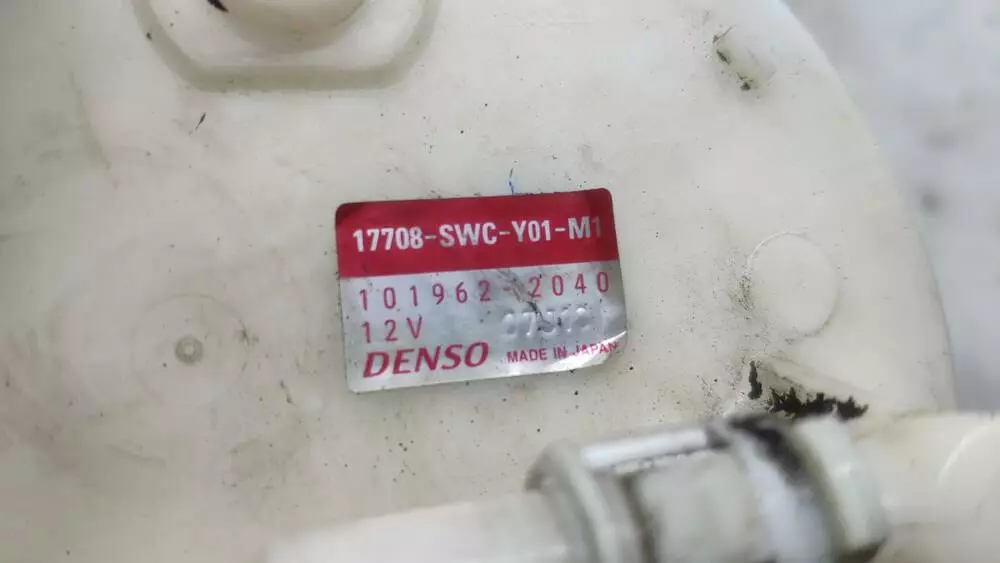 17708-SWC-Y01-M1
101962-2040
12V
DENSO MADE IN JAPAN